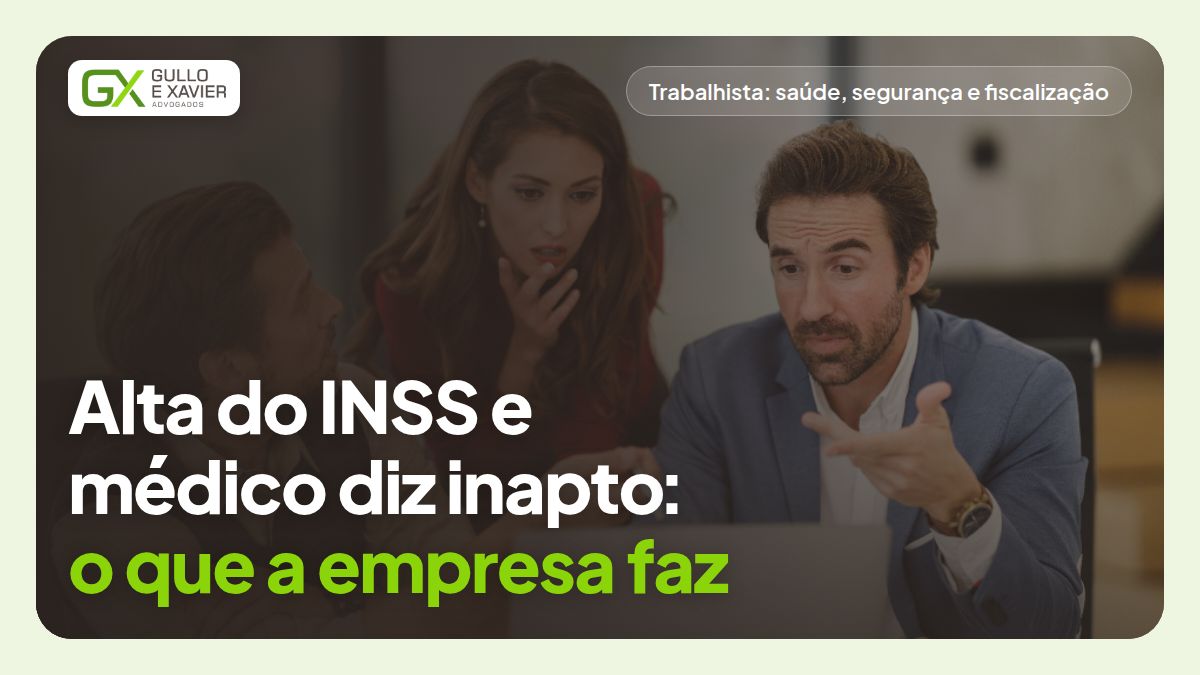 GX GULLO
E XAVIER
ADVOGADOS
Trabalhista: saúde, segurança e fiscalização
Alta do INSS e
médico diz inapto:
o que a empresa faz